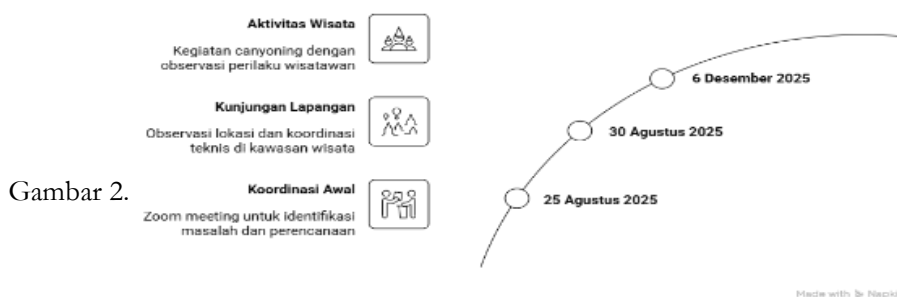 Aktivitas Wisata
Kegiatan canyoning dengan
observasi perilaku wisatawan
6 Desember 2025
Kunjungan Lapangan
Observasi lokasi dan koordinasi
teknis di kawasan wisata
30 Agustus 2025
Gambar 2.
Koordinasi Awal
Zoom meeting untuk identifikasi
masalah dan perencanaan
25 Agustus 2025
Made with Napki